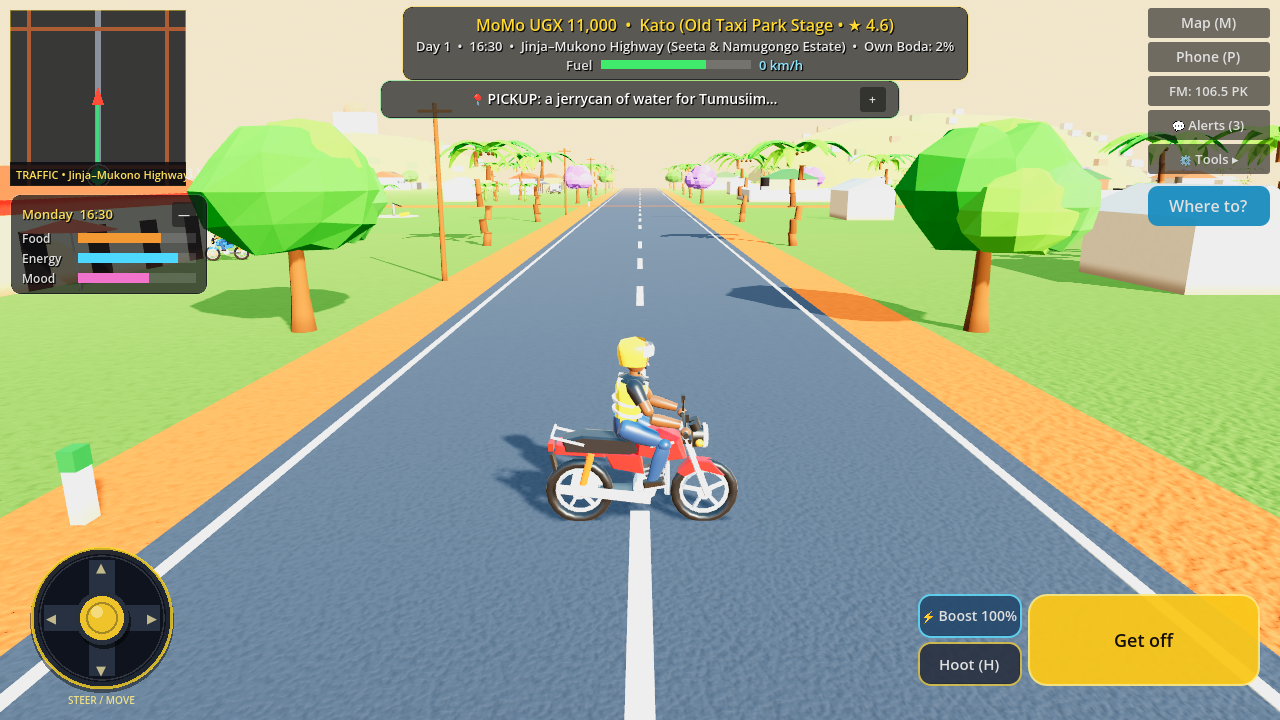 MoMo UGX 11,000 • Kato (Old Taxi Park Stage • ★ 4.6)
Day 1 • 16:30 • Jinja–Mukono Highway (Seeta & Namugongo Estate) • Own Boda: 2%
Fuel 0 km/h
📍 PICKUP: a jerrycan of water for Tumusiim...
+
Map (M)
Phone (P)
FM: 106.5 PK
💬 Alerts (3)
⚙️ Tools ▸
Where to?
TRAFFIC • Jinja–Mukono Highway
Monday 16:30
—
Food
Energy
Mood
STEER / MOVE
⚡ Boost 100%
Hoot (H)
Get off